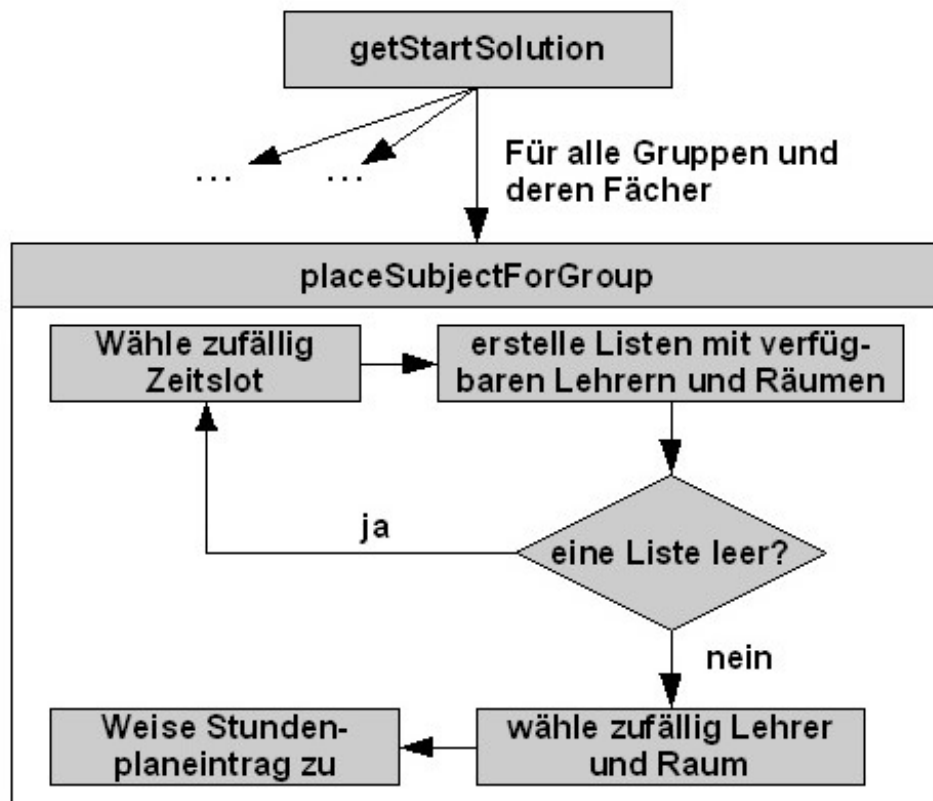 getStartSolution
... ...
Für alle Gruppen und
deren Fächer
placeSubjectForGroup
Wähle zufällig
Zeitslot
erstelle Listen mit verfüg-
baren Lehrern und Räumen
ja
eine Liste leer?
nein
Weise Stunden-
planeintrag zu
wähle zufällig Lehrer
und Raum